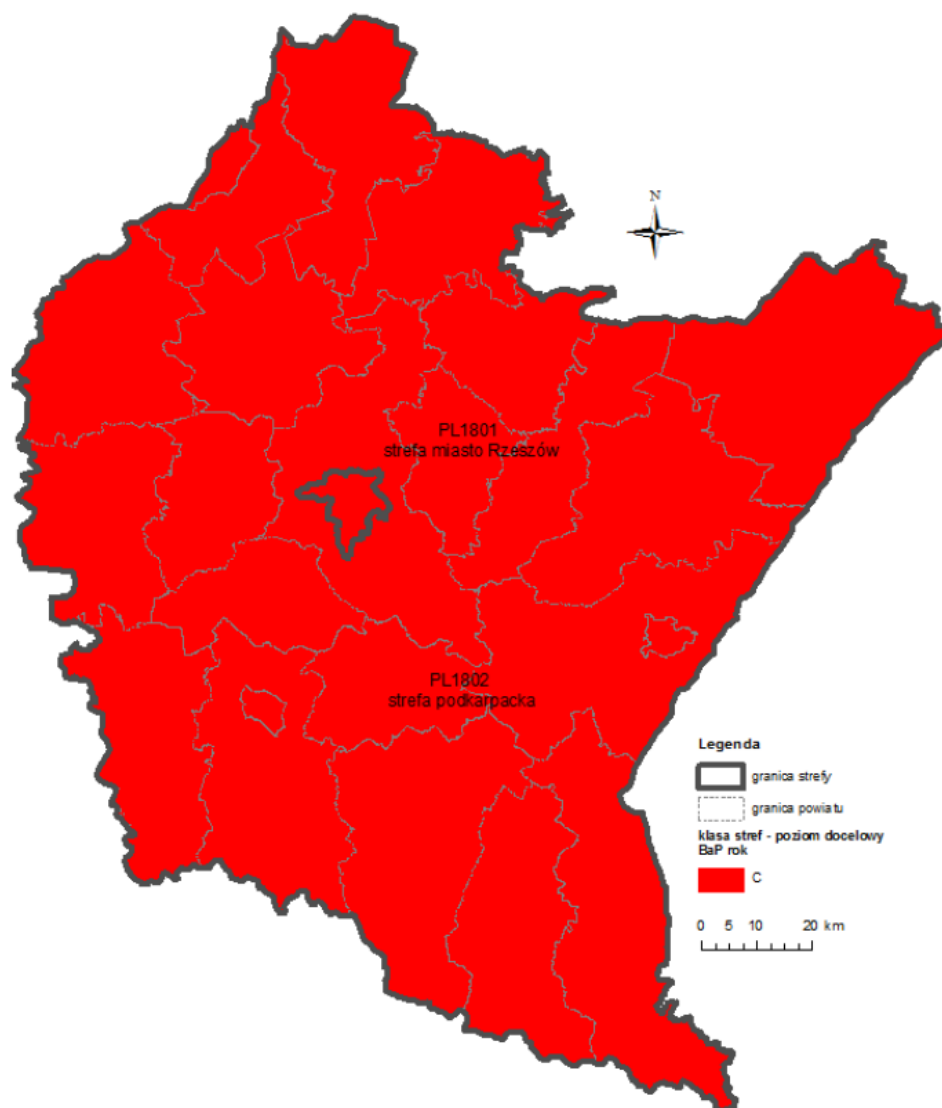 N
PL1801
strefa miasto Rzeszów
PL1802
strefa podkarpacka
Legenda
granica strefy
granica powiatu
klasa stref - poziom docelowy
BaP rok
C
0 5 10 20 km